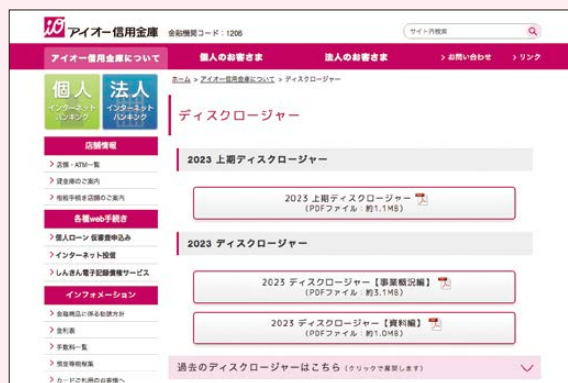 アイオー信用金庫 金融機関コード：1206
サイト内検索
アイオー信用金庫について 個人のお客さま 法人のお客さま > お問い合わせ > リンク
ホーム > アイオー信用金庫について > ディスクロージャー
個人
インターネット
バンキング
法人
インターネット
バンキング
店舗情報
> 店舗・ATM一覧
> 貸金庫のご案内
> 相続手続き店舗のご案内
各種web手続き
> 個人ローン 仮審査申込み
> インターネット投信
> しんきん電子記録債権サービス
インフォメーション
> 金融商品に係る勧誘方針
> 金利表
> 手数料一覧
> 預金等規程集
> カードご利用のお客様へ
ディスクロージャー
2023 上期ディスクロージャー
2023 上期ディスクロージャー
（PDFファイル：約1.1MB）
2023 ディスクロージャー
2023 ディスクロージャー【事業概況編】
（PDFファイル：約3.1MB）
2023 ディスクロージャー【資料編】
（PDFファイル：約1.0MB）
過去のディスクロージャーはこちら（クリックで展開します）